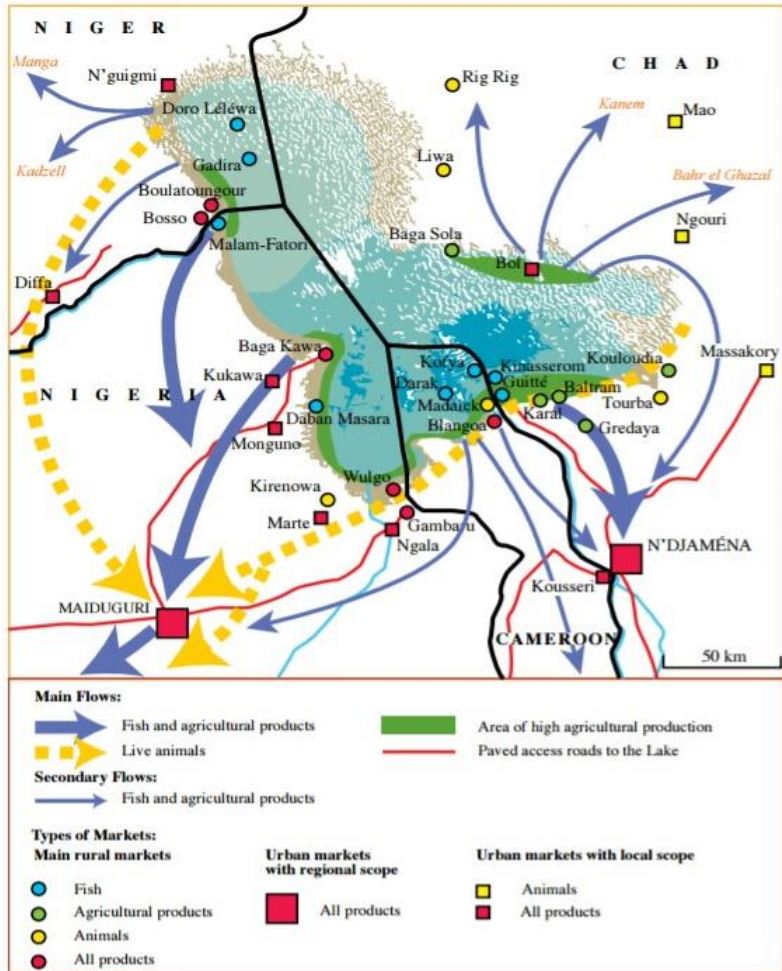 N I G E R
Manga
N'guigmi
Doro Léléwa
Kadzell
Gadira
Boulatoungour
Bosso
Malam-Fatori
Diffa
C H A D
Rig Rig
Kanem
Mao
Liwa
Bahr el Ghazal
Ngouri
Baga Sola
Bol
Baga Kawa
Kukawa
N I G E R I A
Daban Masara
Monguno
Kirenowa
Marte
Wulgo
Gambaru
Ngala
MAIDUGURI
Kofya
Kinasserom
Darak
Guitté
Madaick
Blangoa
Karal
Baltram
Kouloudia
Tourba
Gredaya
Massakory
N'DJAMÉNA
Kousseri
CAMEROON
50 km
Main Flows:
Fish and agricultural products
Live animals
Area of high agricultural production
Paved access roads to the Lake
Secondary Flows:
Fish and agricultural products
Types of Markets:
Main rural markets
Fish
Agricultural products
Animals
All products
Urban markets
with regional scope
All products
Urban markets with local scope
Animals
All products